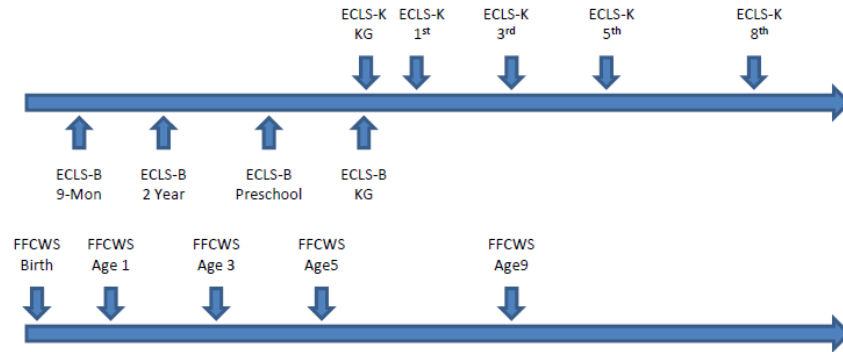 ECLS-K ECLS-K ECLS-K ECLS-K ECLS-K
KG 1st 3rd 5th 8th
ECLS-B ECLS-B ECLS-B ECLS-B
9-Mon 2 Year Preschool KG
FFCWS FFCWS FFCWS FFCWS FFCWS
Birth Age 1 Age 3 Age5 Age9